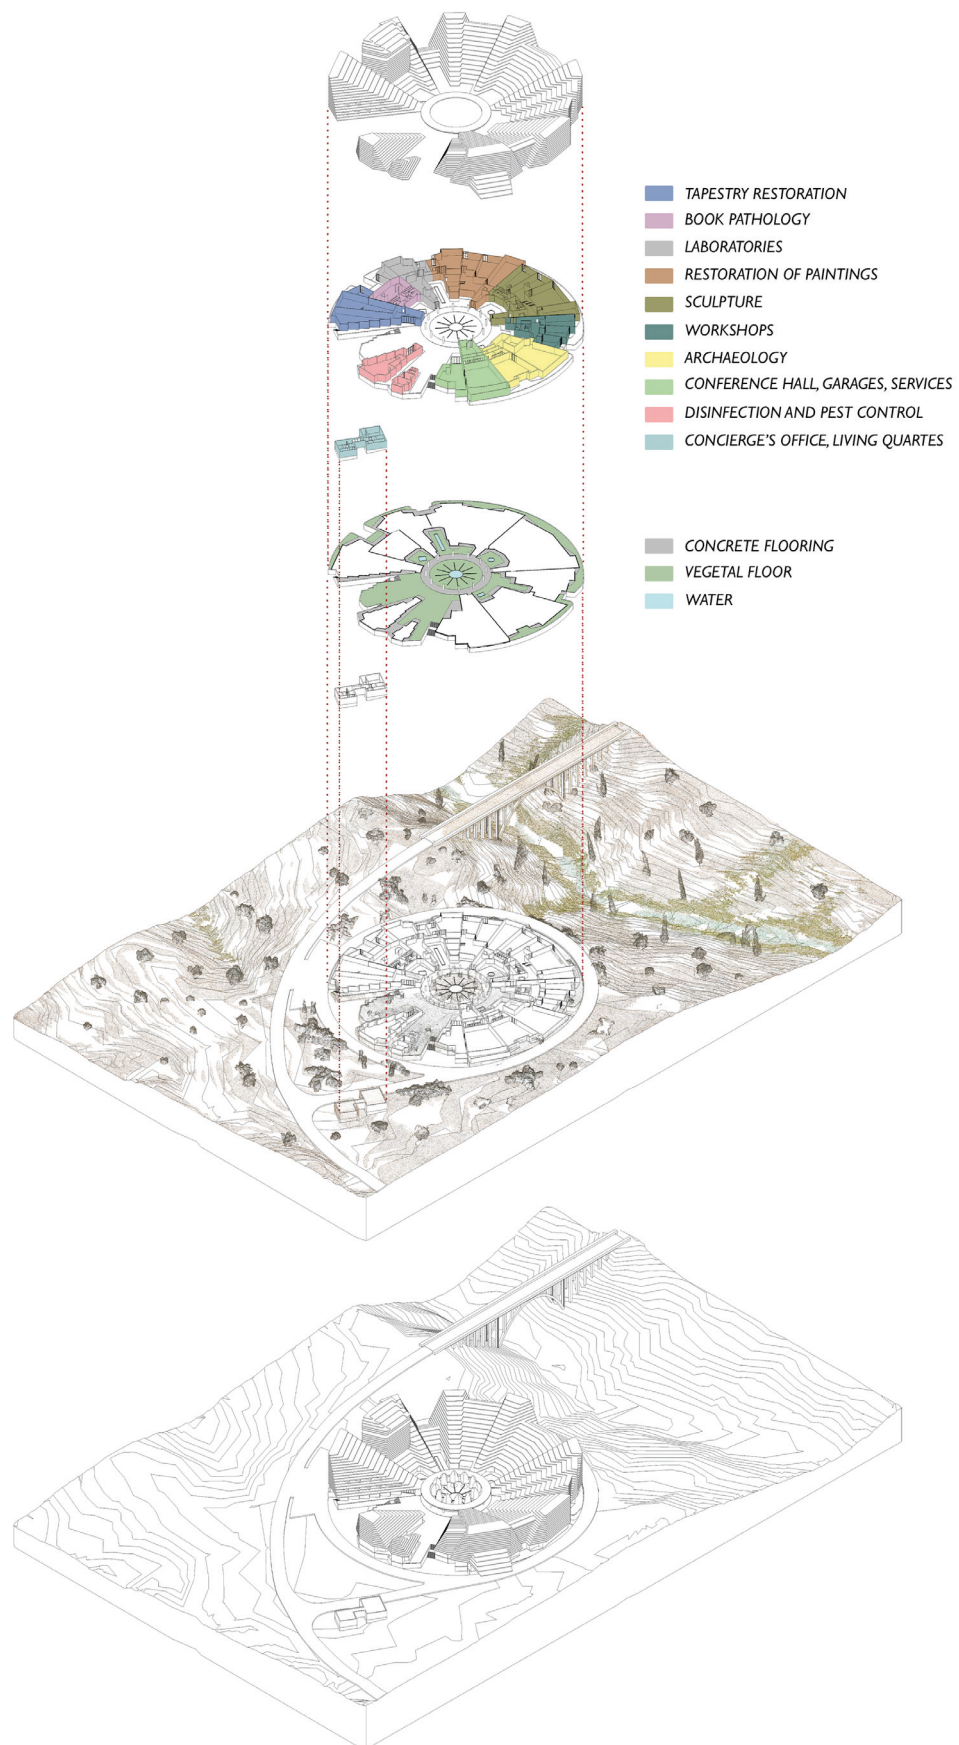 TAPESTRY RESTORATION
BOOK PATHOLOGY
LABORATORIES
RESTORATION OF PAINTINGS
SCULPTURE
WORKSHOPS
ARCHAEOLOGY
CONFERENCE HALL, GARAGES, SERVICES
DISINFECTION AND PEST CONTROL
CONCIERGE'S OFFICE, LIVING QUARTES
CONCRETE FLOORING
VEGETAL FLOOR
WATER